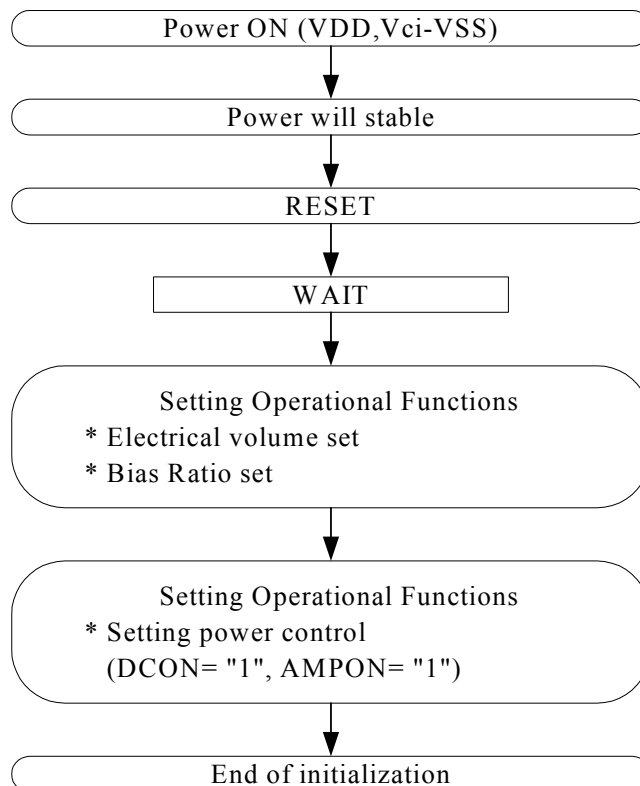 Power ON (VDD,Vci-VSS)
Power will stable
RESET
WAIT
Setting Operational Functions
* Electrical volume set
* Bias Ratio set
Setting Operational Functions
* Setting power control
(DCON= "1", AMPON= "1")
End of initialization